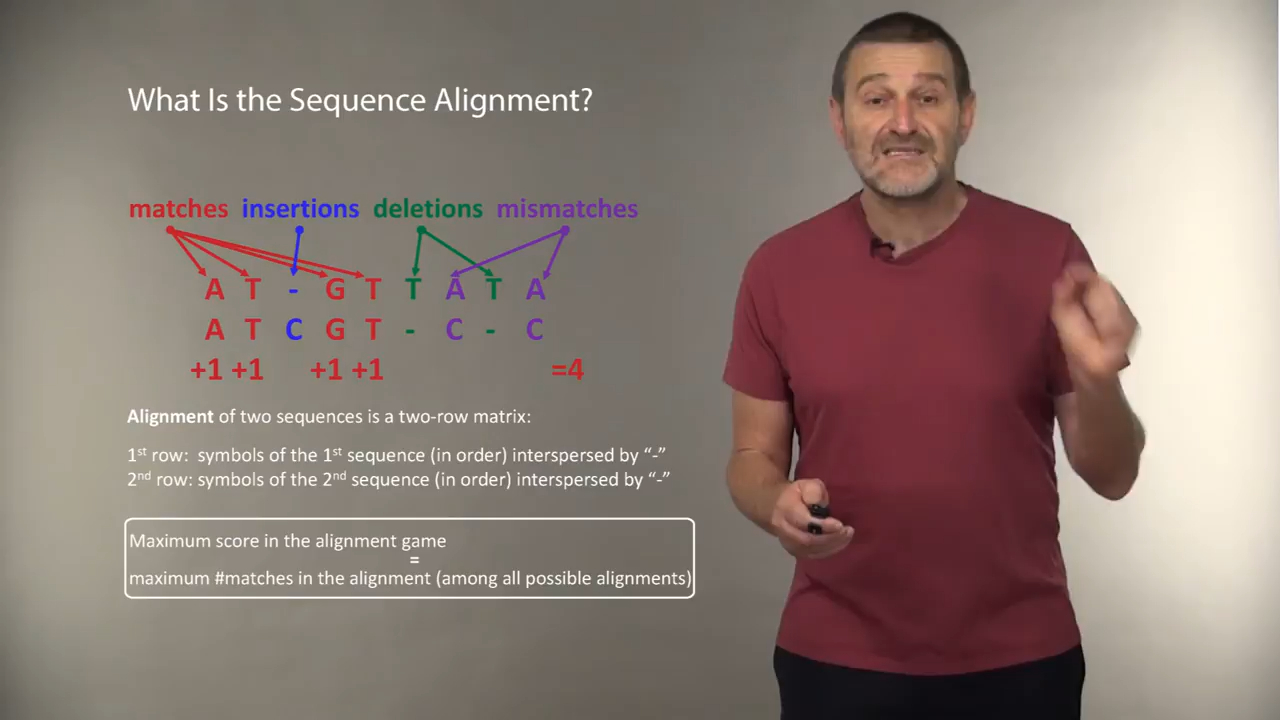 What Is the Sequence Alignment?
matches insertions deletions mismatches
A T - G T T A T A
A T C G T - C - C
+1 +1 +1 +1 =4
Alignment of two sequences is a two-row matrix:
1st row: symbols of the 1st sequence (in order) interspersed by “-”
2nd row: symbols of the 2nd sequence (in order) interspersed by “-”
Maximum score in the alignment game
=
maximum #matches in the alignment (among all possible alignments)